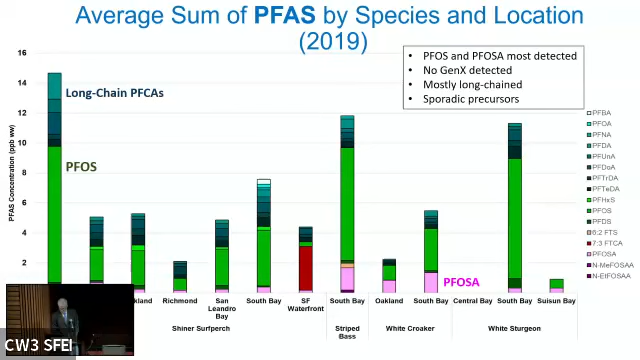 Average Sum of PFAS by Species and Location
(2019)
• PFOS and PFOSA most detected
• No GenX detected
• Mostly long-chained
• Sporadic precursors
Long-Chain PFCAs
PFOS
PFOSA
PFAS Concentration (ppb ww)
16
14
12
10
8
6
4
2
PFBA
PFOA
PFNA
PFDA
PFUnA
PFDoA
PFTrDA
PFTeDA
PFHxS
PFOS
PFDS
6:2 FTS
7:3 FTCA
PFOSA
N-MeFOSAA
N-EtFOSAA
kland
Richmond
San
Leandro
Bay
South Bay
SF
Waterfront
South Bay
Oakland
South Bay
Central Bay
South Bay
Suisun Bay
Shiner Surfperch
Striped
Bass
White Croaker
White Sturgeon
CW3 SFEI